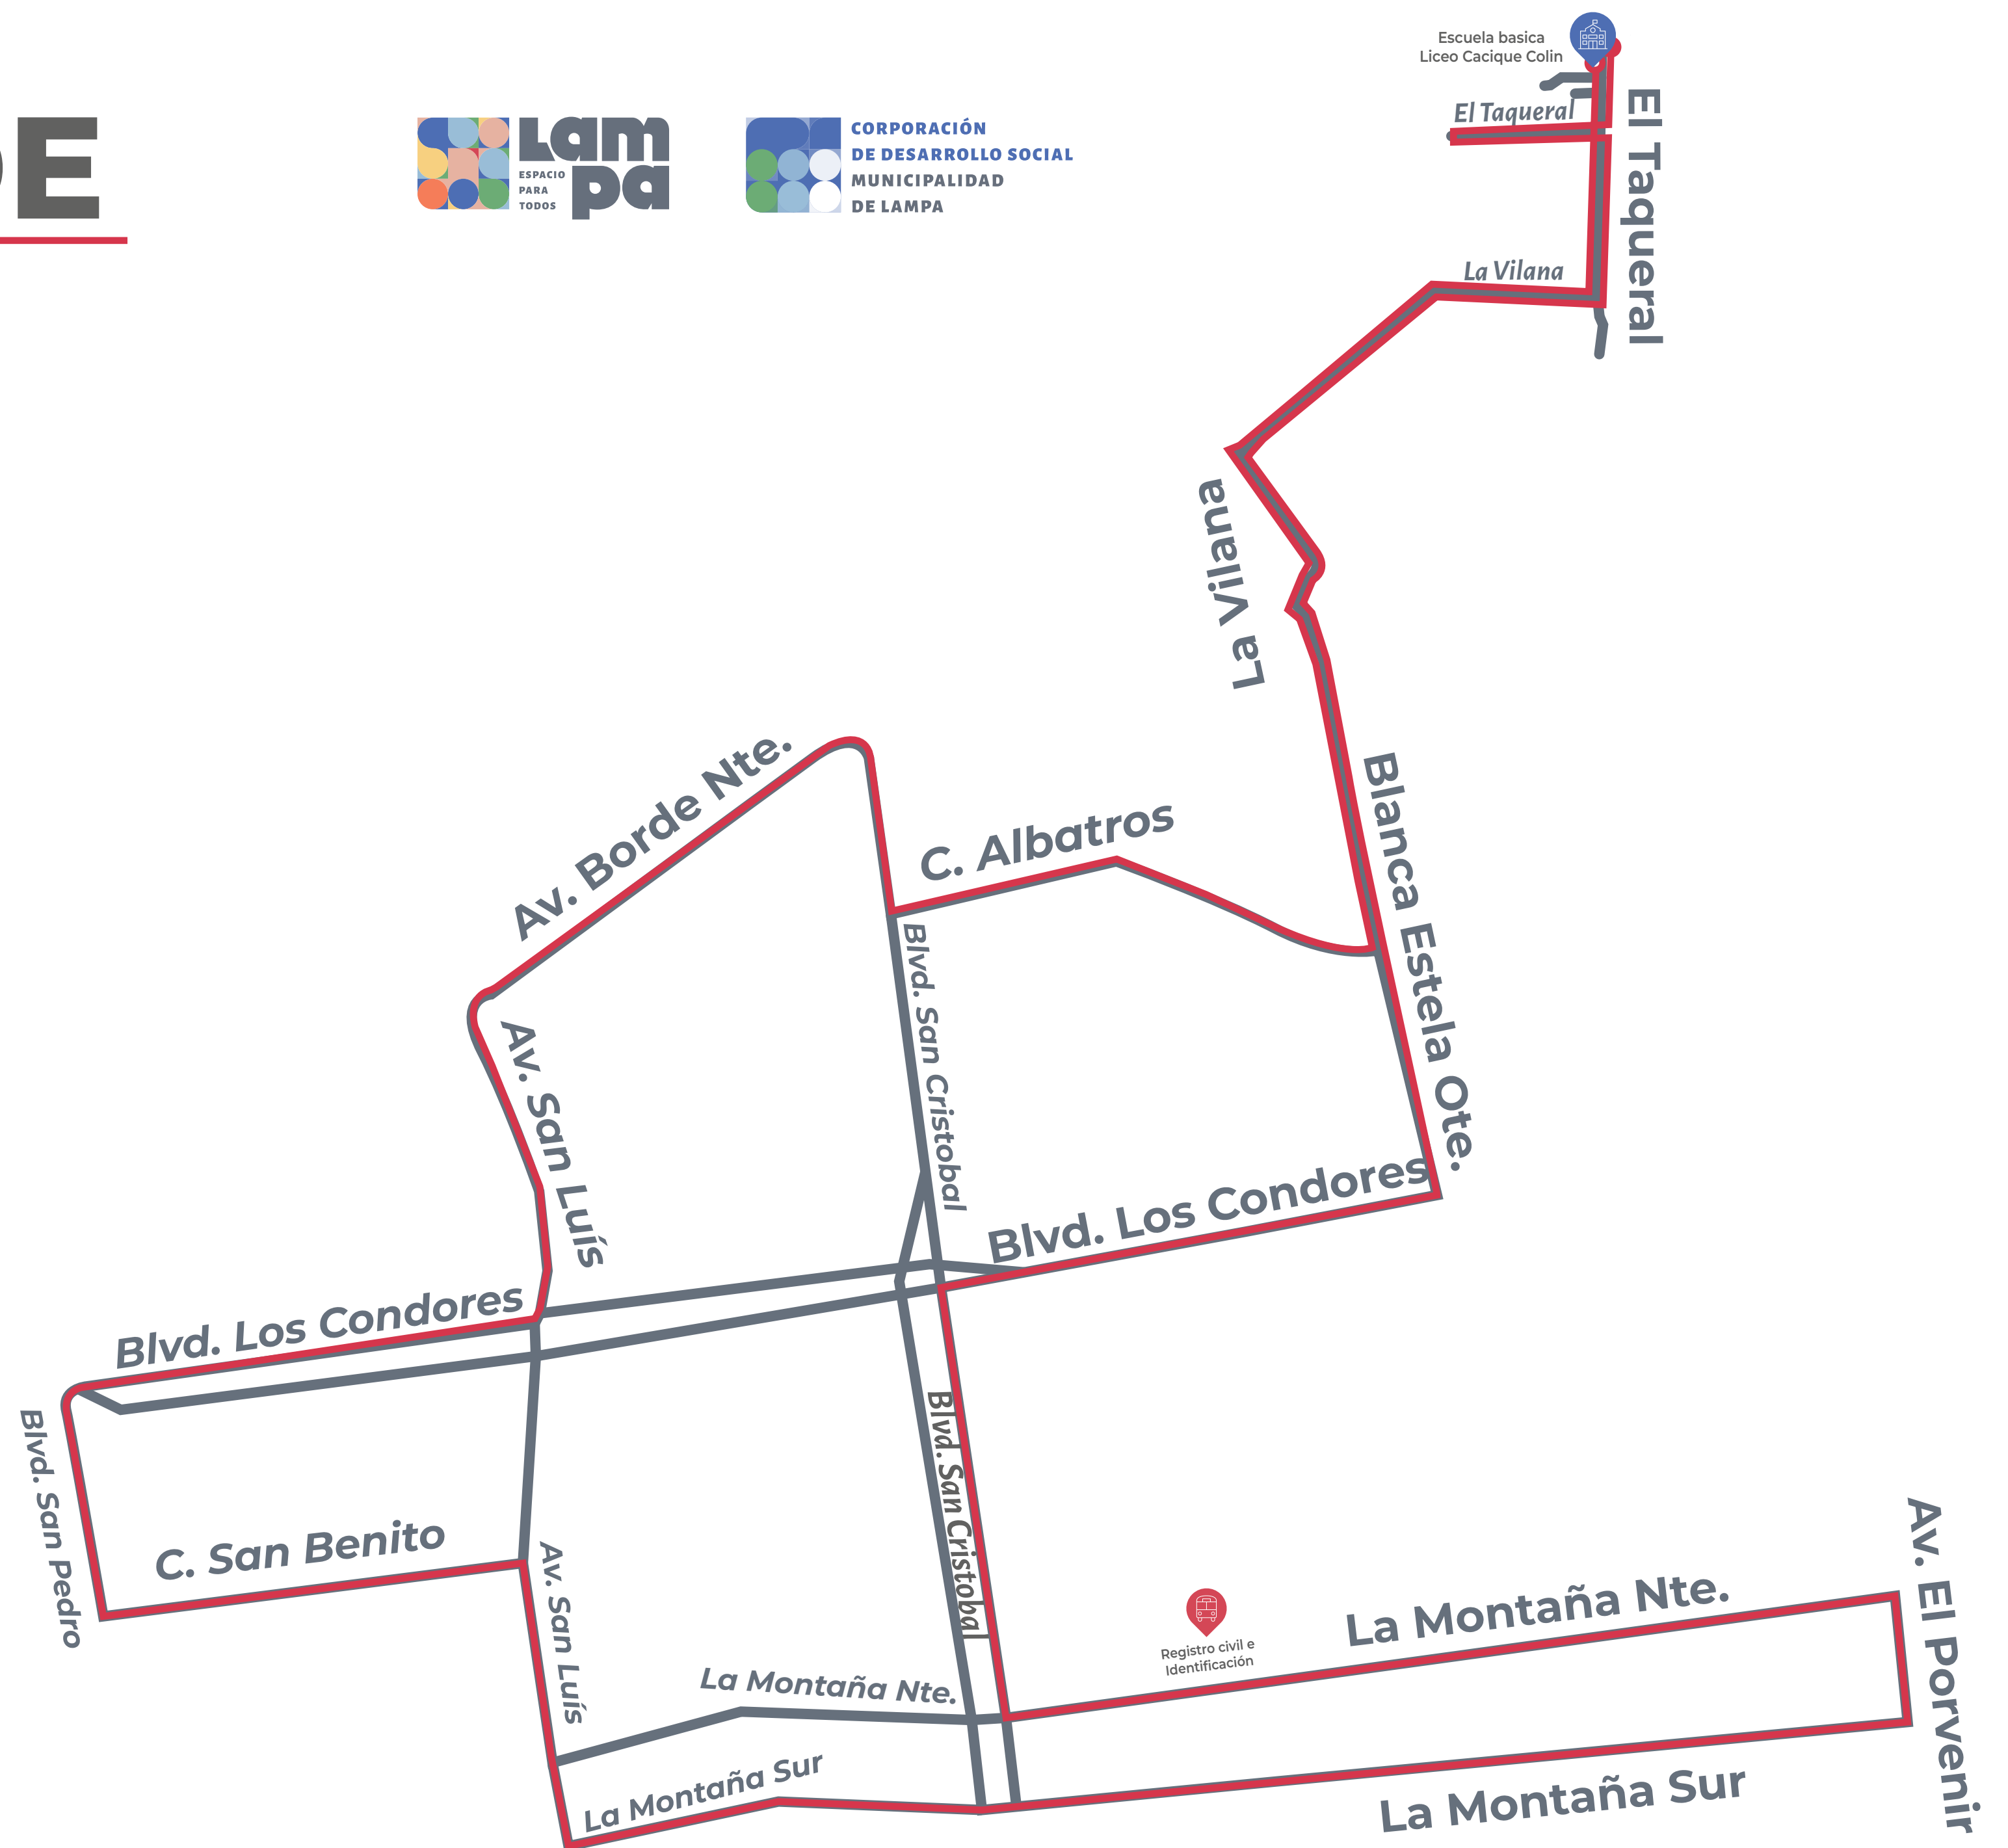 Escuela basica
Liceo Cacique Colin
E
Lam
pa
ESPACIO
PARA
TODOS
CORPORACIÓN
DE DESARROLLO SOCIAL
MUNICIPALIDAD
DE LAMPA
El Taqueral
El Taqueral
La Vilana
La Vilana
Av. Borde Nte.
C. Albatros
Blanca Estela Ote.
Blvd. San Cristobal
Av. San Luís
Blvd. Los Condores
Blvd. Los Condores
Blvd. San Pedro
Blvd. San Cristobal
C. San Benito
Av. San Luís
Registro civil e
Identificación
La Montaña Nte.
Av. El Porvenir
La Montaña Nte.
La Montaña Sur
La Montaña Sur